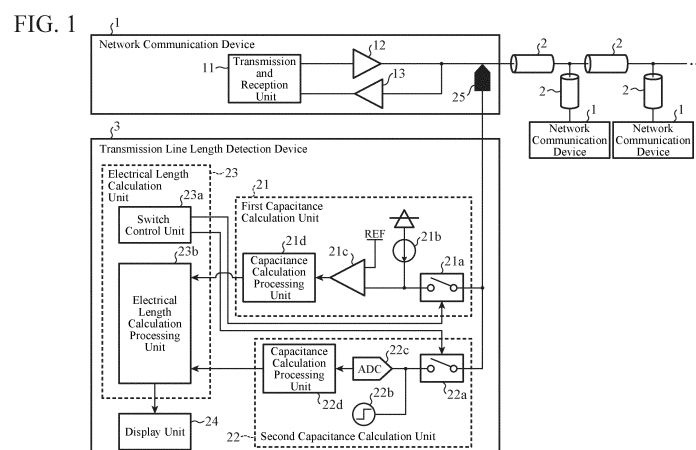 FIG. 1
1
Network Communication Device
11
Transmission
and
Reception
Unit
12
13
25
2
2
2
2
1
1
Network
Communication
Device
Network
Communication
Device
3
Transmission Line Length Detection Device
Electrical Length
Calculation
Unit
23
23a
Switch
Control Unit
23b
Electrical
Length
Calculation
Processing
Unit
21
First Capacitance
Calculation Unit
21d
Capacitance
Calculation
Processing
Unit
21c
REF
21b
21a
Capacitance
Calculation
Processing
Unit
22d
ADC
22c
22b
22a
22
Second Capacitance Calculation Unit
Display Unit
24